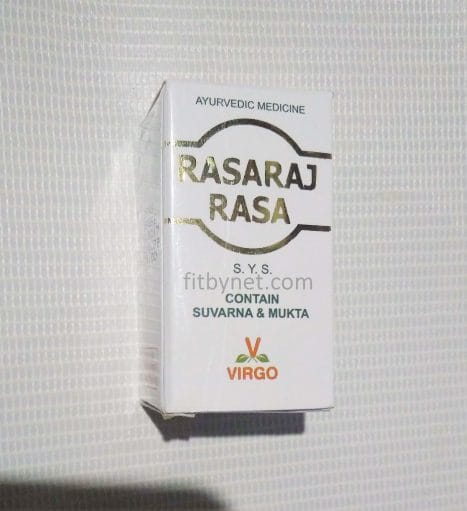 AYURVEDIC MEDICINE
RASARAJ
RASA
S. Y. S.
fitbynet.com
CONTAIN
SUVARNA & MUKTA
V
VIRGO